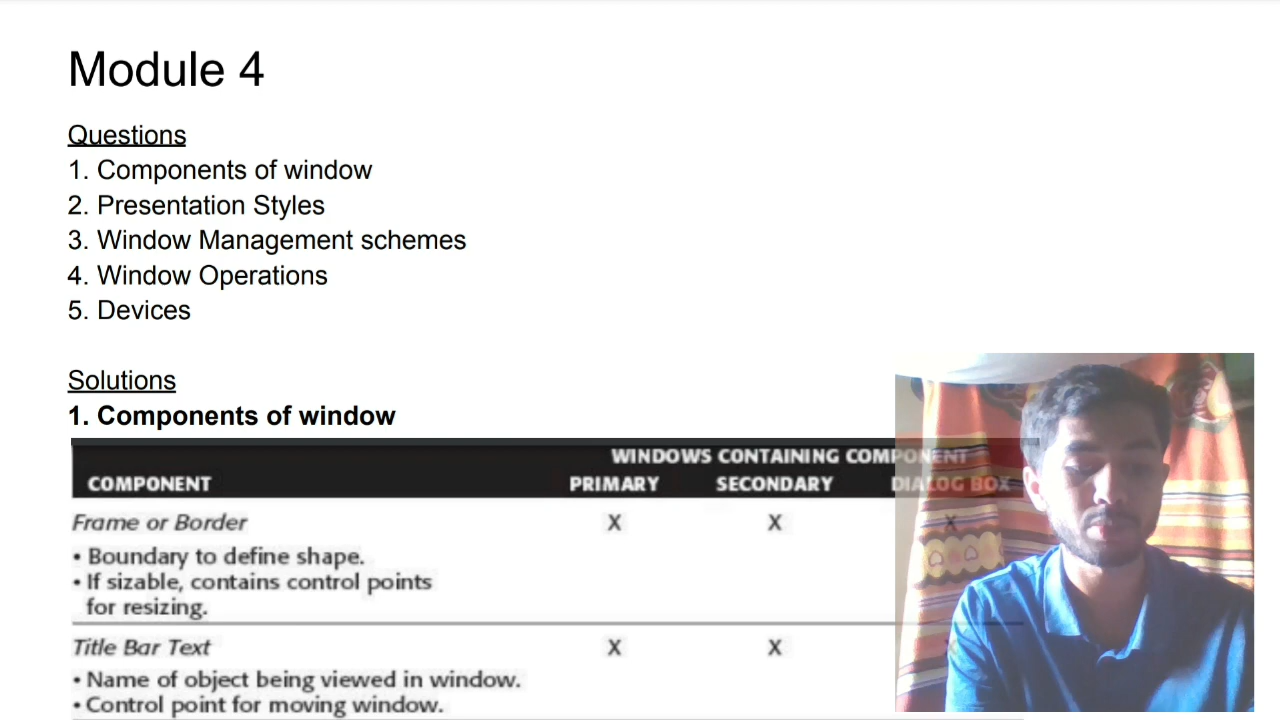 Module 4
Questions
1. Components of window
2. Presentation Styles
3. Window Management schemes
4. Window Operations
5. Devices
Solutions
1. Components of window
WINDOWS CONTAINING COMPONENT
COMPONENT PRIMARY SECONDARY DIALOG BOX
Frame or Border X X X
• Boundary to define shape.
• If sizable, contains control points
for resizing.
Title Bar Text X X
• Name of object being viewed in window.
• Control point for moving window.